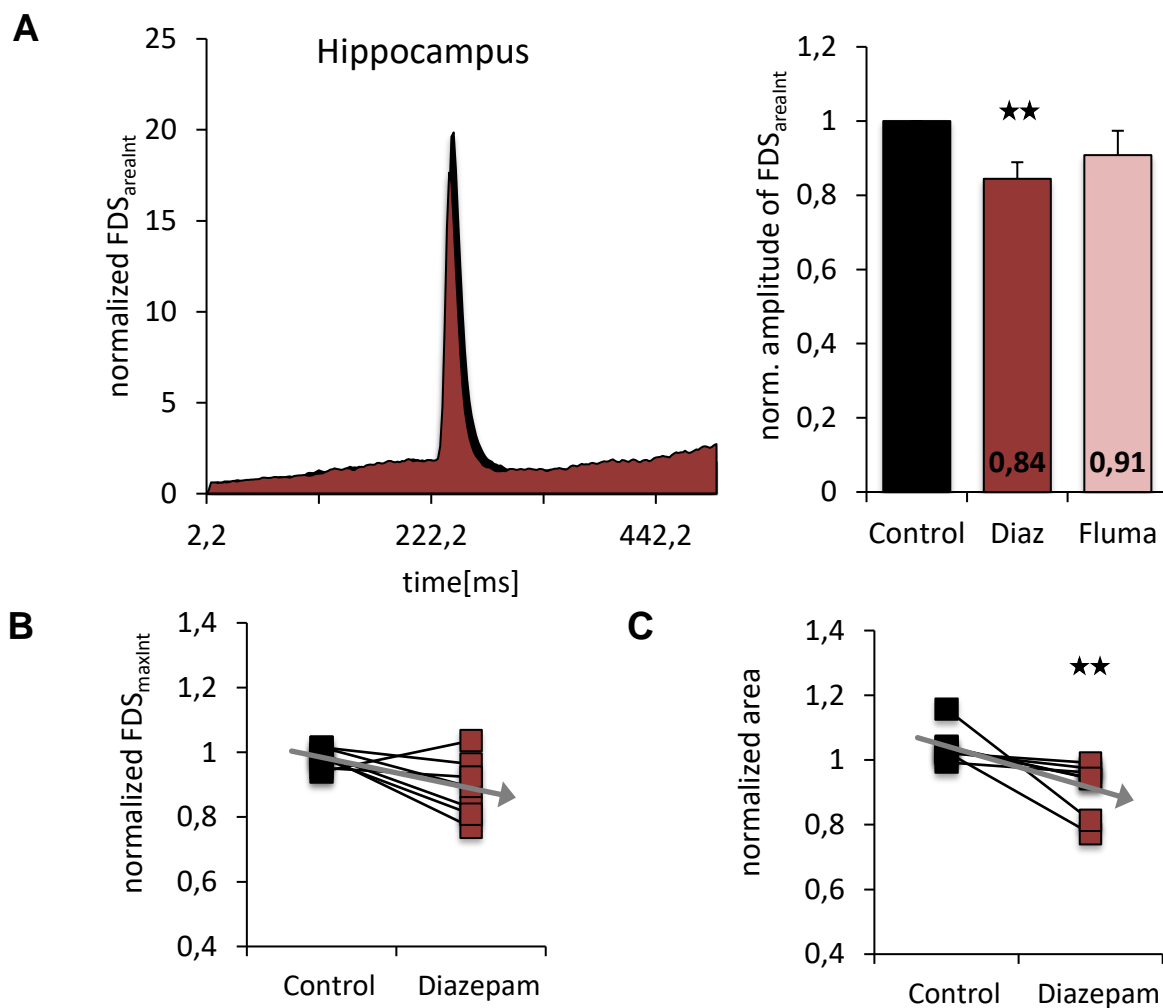 A
Hippocampus
normalized FDSareaInt
25
20
15
10
5
0
2,2
222,2
442,2
time[ms]
norm. amplitude of FDSareaInt
1,2
1
0,8
0,6
0,4
0,2
0
★★
0,84
0,91
Control
Diaz
Fluma
B
normalized FDSmaxInt
1,4
1,2
1
0,8
0,6
0,4
Control
Diazepam
C
normalized area
1,4
1,2
1
0,8
0,6
0,4
★★
Control
Diazepam